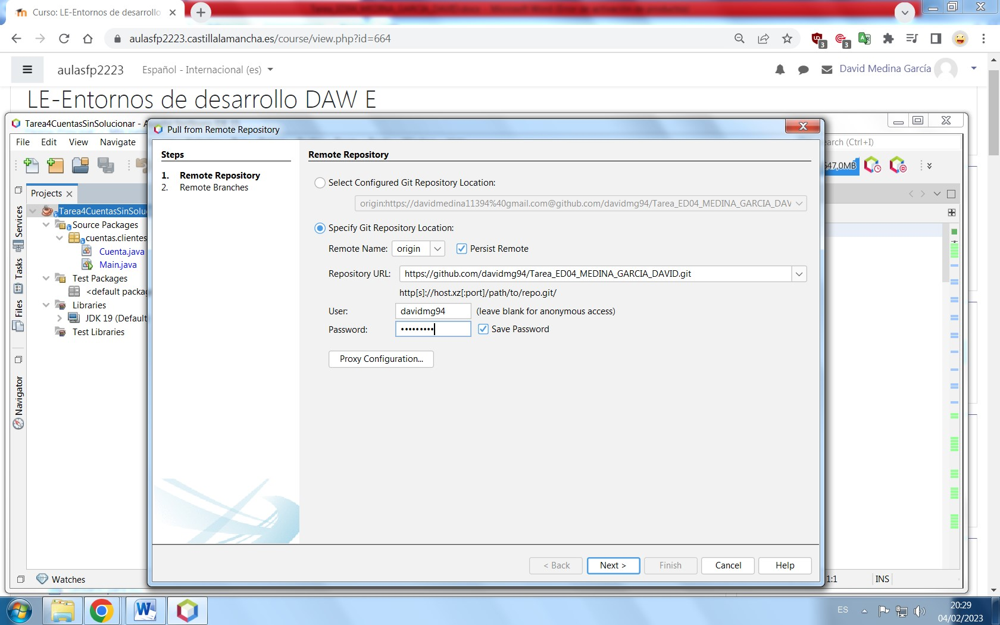 Curso: LE-Entornos de desarrollo
aulasfp2223.castillalamancha.es/course/view.php?id=664
3
3
aulasfp2223
Español - Internacional (es)
David Medina García
LE-Entornos de desarrollo DAW E
Tarea4CuentasSinSolucionar - A
Pull from Remote Repository
File Edit View Navigate
earch (Ctrl+I)
547,0MB
Steps
1. Remote Repository
2. Remote Branches
Remote Repository
Select Configured Git Repository Location:
origin:https://davidmedina11394%40gmail.com@github.com/davidmg94/Tarea_ED04_MEDINA_GARCIA_DAV
Specify Git Repository Location:
Remote Name: origin Persist Remote
Repository URL: https://github.com/davidmg94/Tarea_ED04_MEDINA_GARCIA_DAVID.git
http[s]://host.xz[:port]/path/to/repo.git/
User: davidmg94 (leave blank for anonymous access)
Password: ••••••••• Save Password
Proxy Configuration...
Projects
Tarea4CuentasSinSolu
Source Packages
cuentas.clientes
Cuenta.java
Main.java
Test Packages
<default packag
Libraries
JDK 19 (Default
Test Libraries
Services
Tasks
Files
Navigator
< Back Next > Finish Cancel Help
Watches
1:1 INS
ES
20:29
04/02/2023